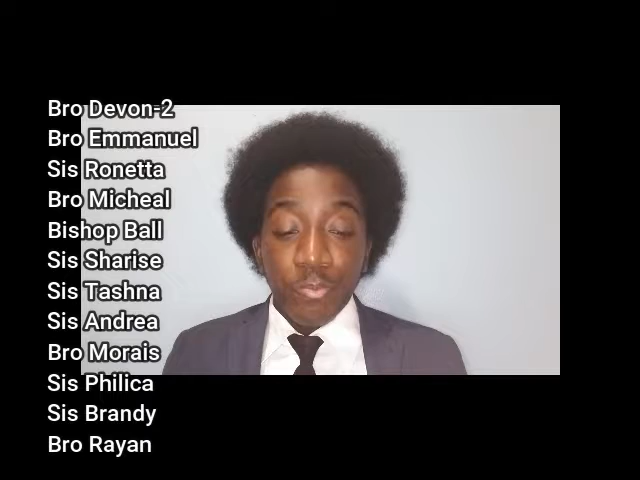 Bro Devon-2
Bro Emmanuel
Sis Ronetta
Bro Micheal
Bishop Ball
Sis Sharise
Sis Tashna
Sis Andrea
Bro Morais
Sis Philica
Sis Brandy
Bro Rayan